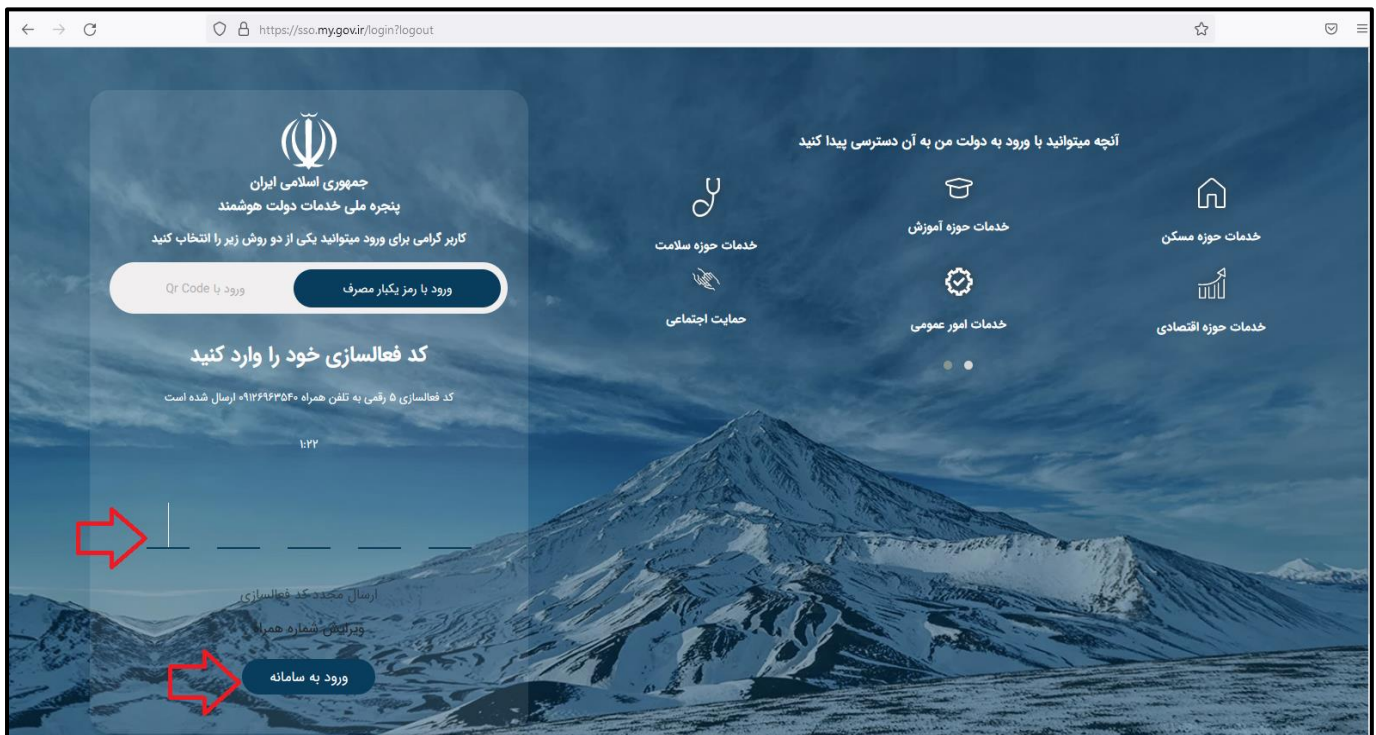 https://sso.my.gov.ir/login?logout
آنچه میتوانید با ورود به دولت من به آن دسترسی پیدا کنید
خدمات حوزه مسکن
خدمات حوزه آموزش
خدمات حوزه سلامت
خدمات حوزه اقتصادی
خدمات امور عمومی
حمایت اجتماعی
جمهوری اسلامی ایران
پنجره ملی خدمات دولت هوشمند
کاربر گرامی برای ورود میتوانید یکی از دو روش زیر را انتخاب کنید
ورود با رمز یکبار مصرف
ورود با Qr Code
کد فعالسازی خود را وارد کنید
کد فعالسازی ۵ رقمی به تلفن همراه ۰۹۱۲۶۹۶۳۵۴۰ ارسال شده است
۱:۲۲
ارسال مجدد کد فعالسازی
ویرایش شماره همراه
ورود به سامانه